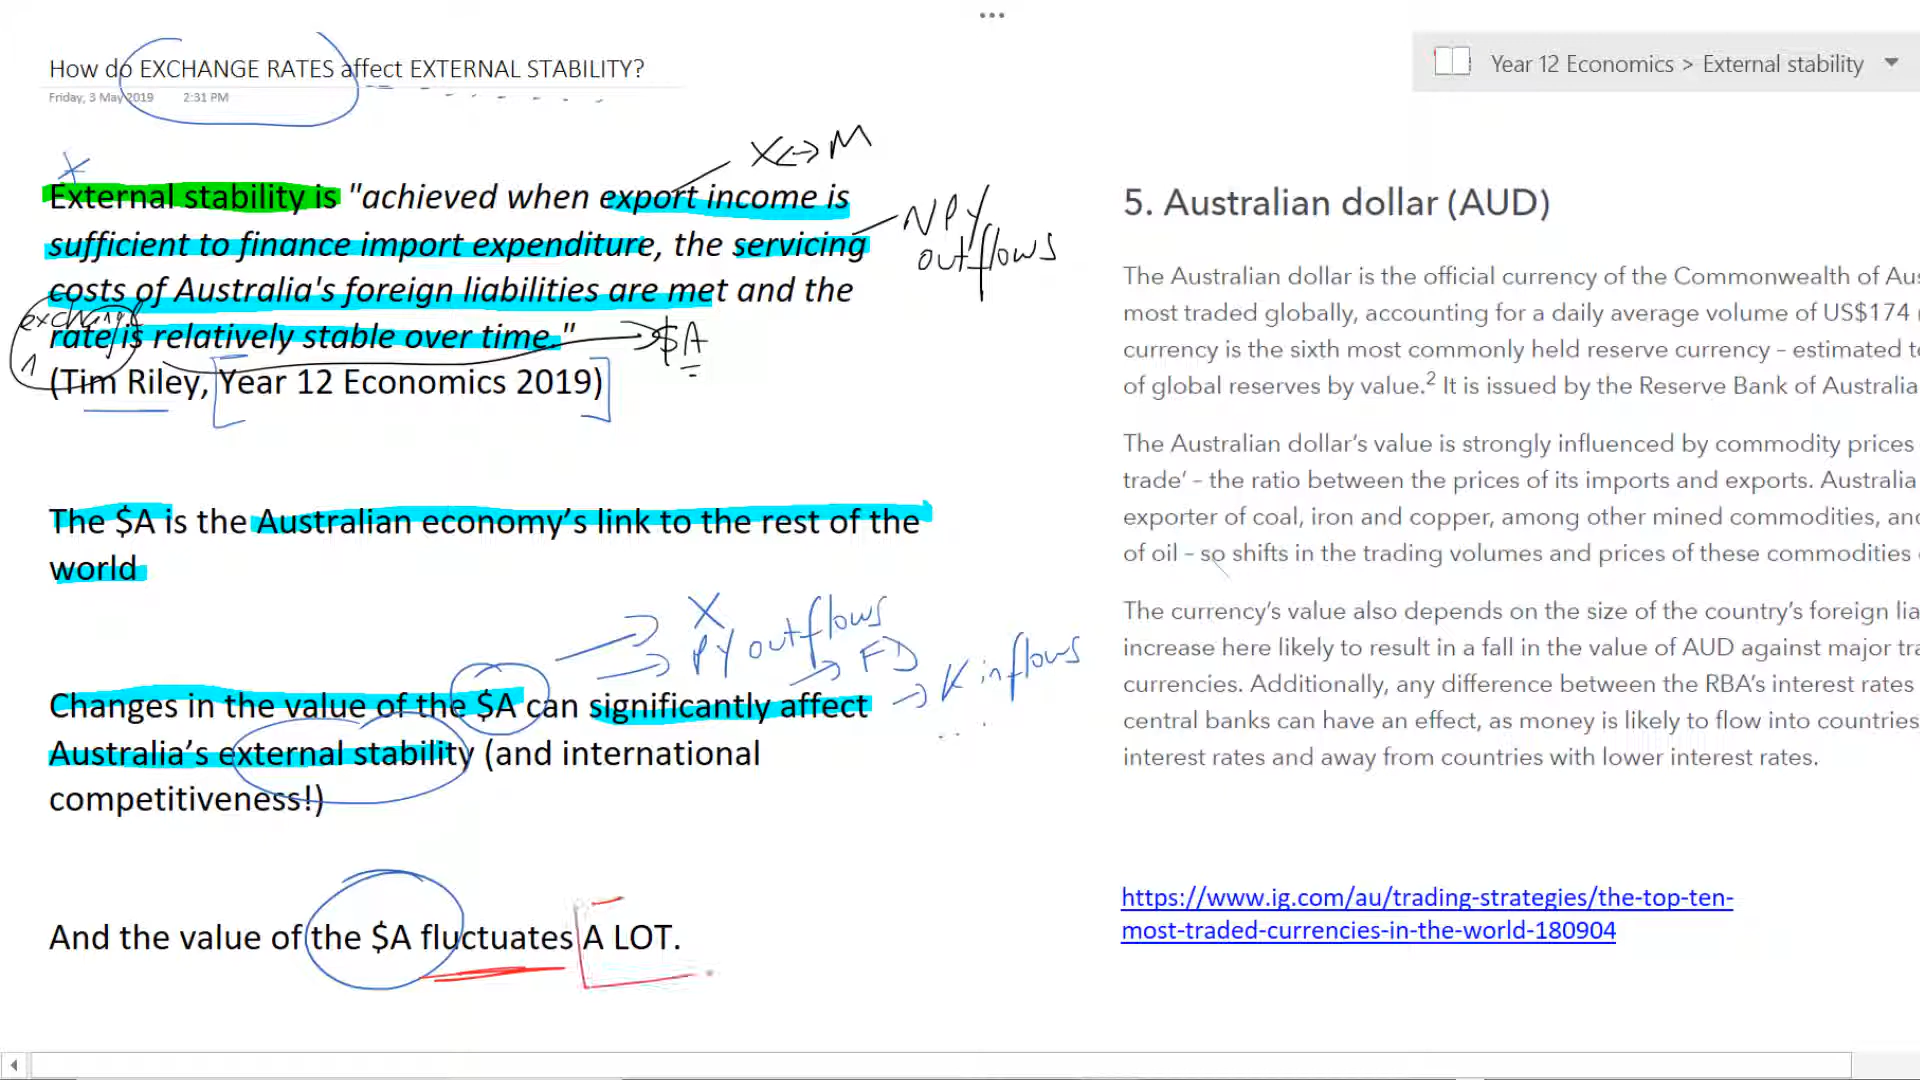 How do EXCHANGE RATES affect EXTERNAL STABILITY?
Friday, 3 May 2019 2:31 PM
Year 12 Economics > External stability
X <-> M
External stability is "achieved when export income is
sufficient to finance import expenditure, the servicing
costs of Australia's foreign liabilities are met and the
exchange
rate is relatively stable over time."
(Tim Riley, Year 12 Economics 2019)
NPY
outflows
$A
The $A is the Australian economy's link to the rest of the
world
X
PY outflows
FD
K inflows
Changes in the value of the $A can significantly affect
Australia's external stability (and international
competitiveness!)
And the value of the $A fluctuates A LOT.
5. Australian dollar (AUD)
The Australian dollar is the official currency of the Commonwealth of Aus
most traded globally, accounting for a daily average volume of US$174
currency is the sixth most commonly held reserve currency – estimated to
of global reserves by value.2 It is issued by the Reserve Bank of Australia
The Australian dollar's value is strongly influenced by commodity prices
trade' – the ratio between the prices of its imports and exports. Australia
exporter of coal, iron and copper, among other mined commodities, and
of oil – so shifts in the trading volumes and prices of these commodities
The currency's value also depends on the size of the country's foreign lia
increase here likely to result in a fall in the value of AUD against major tra
currencies. Additionally, any difference between the RBA's interest rates
central banks can have an effect, as money is likely to flow into countries
interest rates and away from countries with lower interest rates.
https://www.ig.com/au/trading-strategies/the-top-ten-
most-traded-currencies-in-the-world-180904